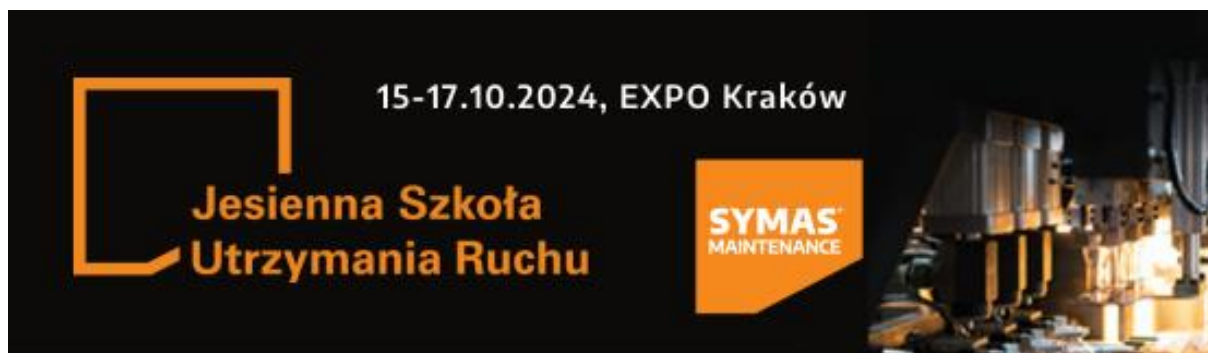 15-17.10.2024, EXPO Kraków
Jesienna Szkoła
Utrzymania Ruchu
SYMAS®
MAINTENANCE